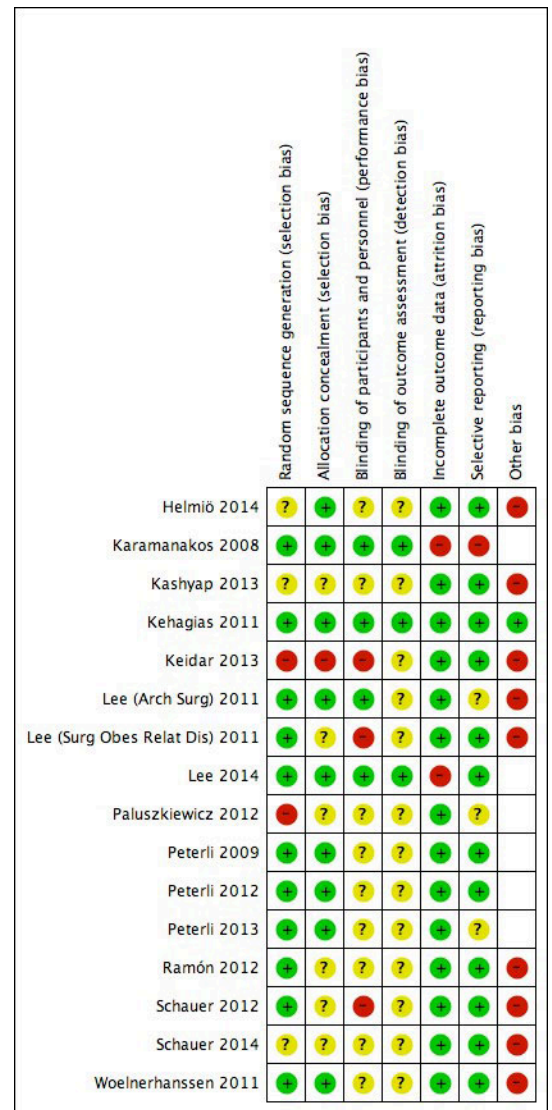 Random sequence generation (selection bias)
Allocation concealment (selection bias)
Blinding of participants and personnel (performance bias)
Blinding of outcome assessment (detection bias)
Incomplete outcome data (attrition bias)
Selective reporting (reporting bias)
Other bias
Helmiö 2014 ? + ? ? + + -
Karamanakos 2008 + + + + - -
Kashyap 2013 ? ? ? ? + + -
Kehagias 2011 + + + + + + +
Keidar 2013 - - - ? + + -
Lee (Arch Surg) 2011 + + + ? + ? -
Lee (Surg Obes Relat Dis) 2011 + ? - ? + + -
Lee 2014 + + + + - +
Paluszkiewicz 2012 - ? ? ? + ?
Peterli 2009 + + ? ? + +
Peterli 2012 + + ? ? + +
Peterli 2013 + + ? ? + ?
Ramón 2012 + ? ? ? + + -
Schauer 2012 + ? - ? + + -
Schauer 2014 ? ? ? ? + + -
Woelnerhanssen 2011 + + ? ? + + -